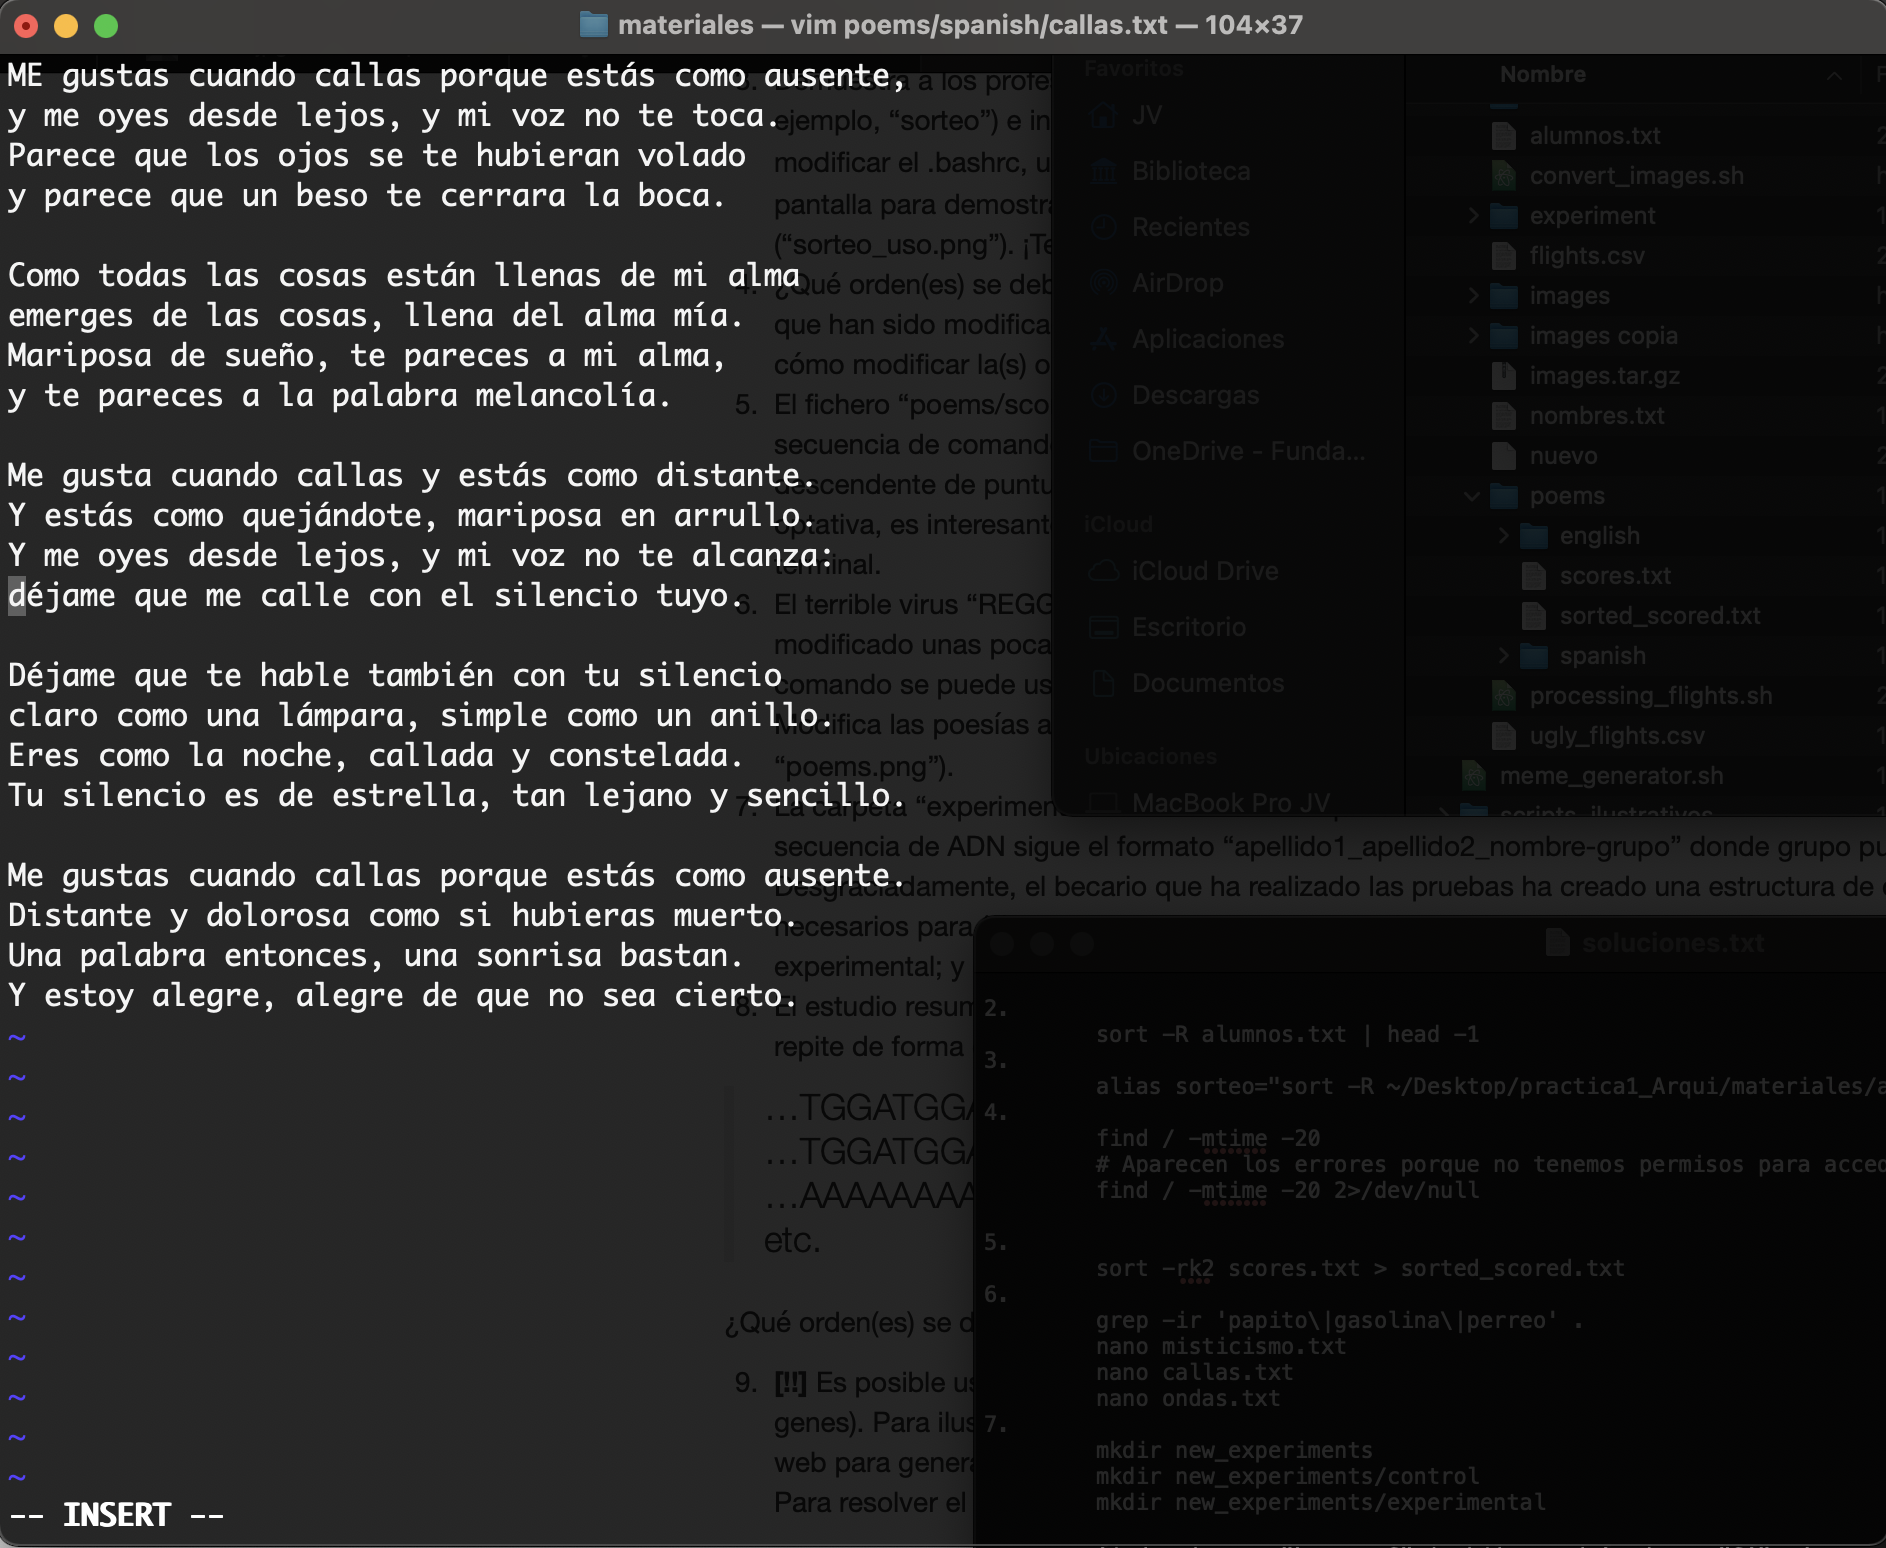 materiales — vim poems/spanish/callas.txt — 104×37
ME gustas cuando callas porque estás como ausente,
y me oyes desde lejos, y mi voz no te toca.
Parece que los ojos se te hubieran volado
y parece que un beso te cerrara la boca.
Como todas las cosas están llenas de mi alma
emerges de las cosas, llena del alma mía.
Mariposa de sueño, te pareces a mi alma,
y te pareces a la palabra melancolía.
Me gusta cuando callas y estás como distante.
Y estás como quejándote, mariposa en arrullo.
Y me oyes desde lejos, y mi voz no te alcanza:
déjame que me calle con el silencio tuyo.
Déjame que te hable también con tu silencio
claro como una lámpara, simple como un anillo.
Eres como la noche, callada y constelada.
Tu silencio es de estrella, tan lejano y sencillo.
Me gustas cuando callas porque estás como ausente.
Distante y dolorosa como si hubieras muerto.
Una palabra entonces, una sonrisa bastan.
Y estoy alegre, alegre de que no sea cierto.
~
~
~
~
~
~
~
~
~
~
~
~
-- INSERT --
a los profe
ejemplo, “sorteo”) e in
modificar el .bashrc, u
pantalla para demostra
(“sorteo_uso.png”). ¡Te
4. ¿Qué orden(es) se deb
que han sido modifica
cómo modificar la(s) o
5. El fichero “poems/sco
secuencia de comand
descendente de puntu
optativa, es interesant
terminal.
6. El terrible virus “REGG
modificado unas poca
comando se puede us
Modifica las poesías a
“poems.png”).
7. La carpeta “experimen
secuencia de ADN sigue el formato “apellido1_apellido2_nombre-grupo” donde grupo pu
Desgraciadamente, el becario que ha realizado las pruebas ha creado una estructura de
necesarios para
experimental; y
8. El estudio resum
repite de forma
…TGGATGGA
…TGGATGGA
…AAAAAAAA
etc.
¿Qué orden(es) se d
9. [!!] Es posible us
genes). Para ilus
web para genera
Para resolver el
Favoritos
JV
Biblioteca
Recientes
AirDrop
Aplicaciones
Descargas
OneDrive - Funda...
iCloud
iCloud Drive
Escritorio
Documentos
Ubicaciones
MacBook Pro JV
Nombre
alumnos.txt
convert_images.sh
experiment
flights.csv
images
images copia
images.tar.gz
nombres.txt
nuevo
poems
english
scores.txt
sorted_scored.txt
spanish
processing_flights.sh
ugly_flights.csv
meme_generator.sh
scripts_ilustrativos
soluciones.txt
2.
sort -R alumnos.txt | head -1
3.
alias sorteo="sort -R ~/Desktop/practica1_Arqui/materiales/a
4.
find / -mtime -20
# Aparecen los errores porque no tenemos permisos para acced
find / -mtime -20 2>/dev/null
5.
sort -rk2 scores.txt > sorted_scored.txt
6.
grep -ir 'papito\|gasolina\|perreo' .
nano misticismo.txt
nano callas.txt
nano ondas.txt
7.
mkdir new_experiments
mkdir new_experiments/control
mkdir new_experiments/experimental